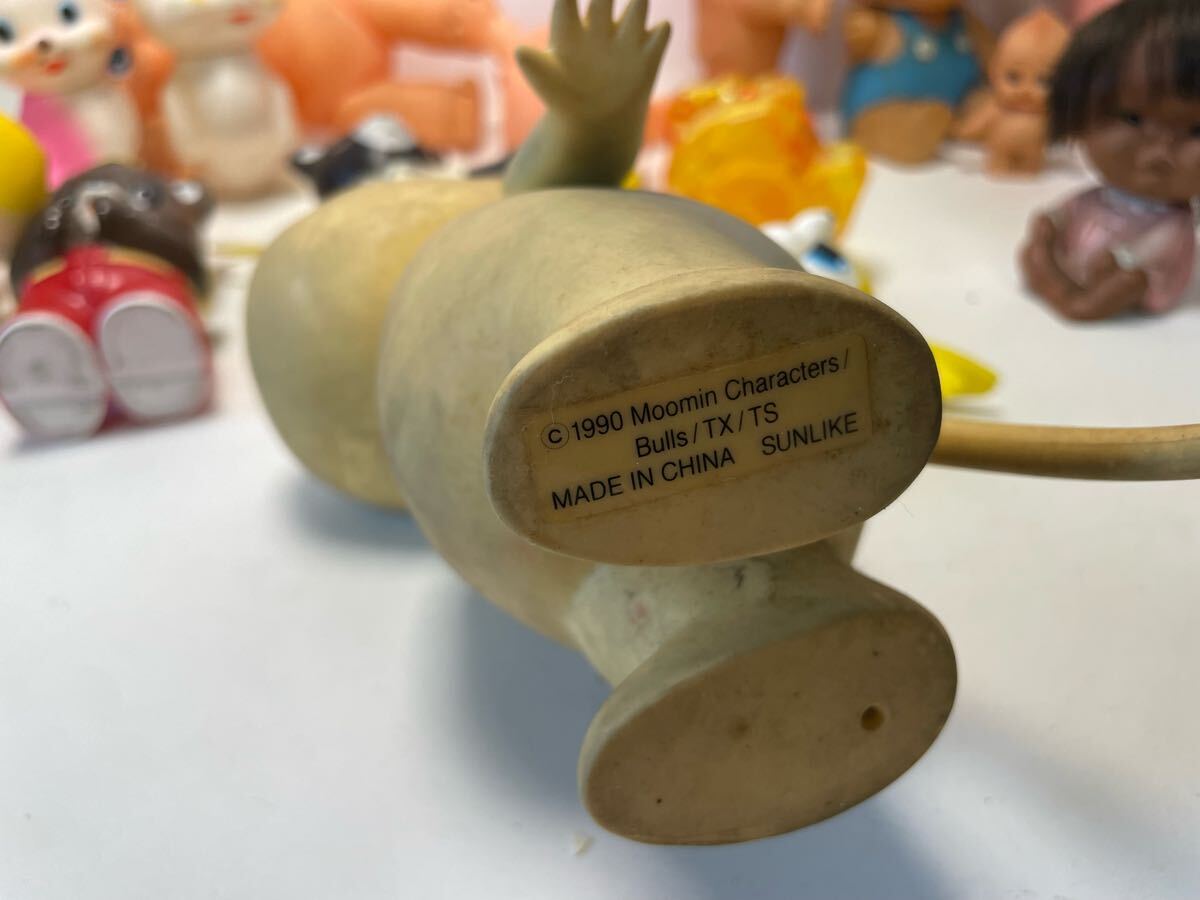 ©1990 Moomin Characters/
Bulls/TX/TS
MADE IN CHINA SUNLIKE